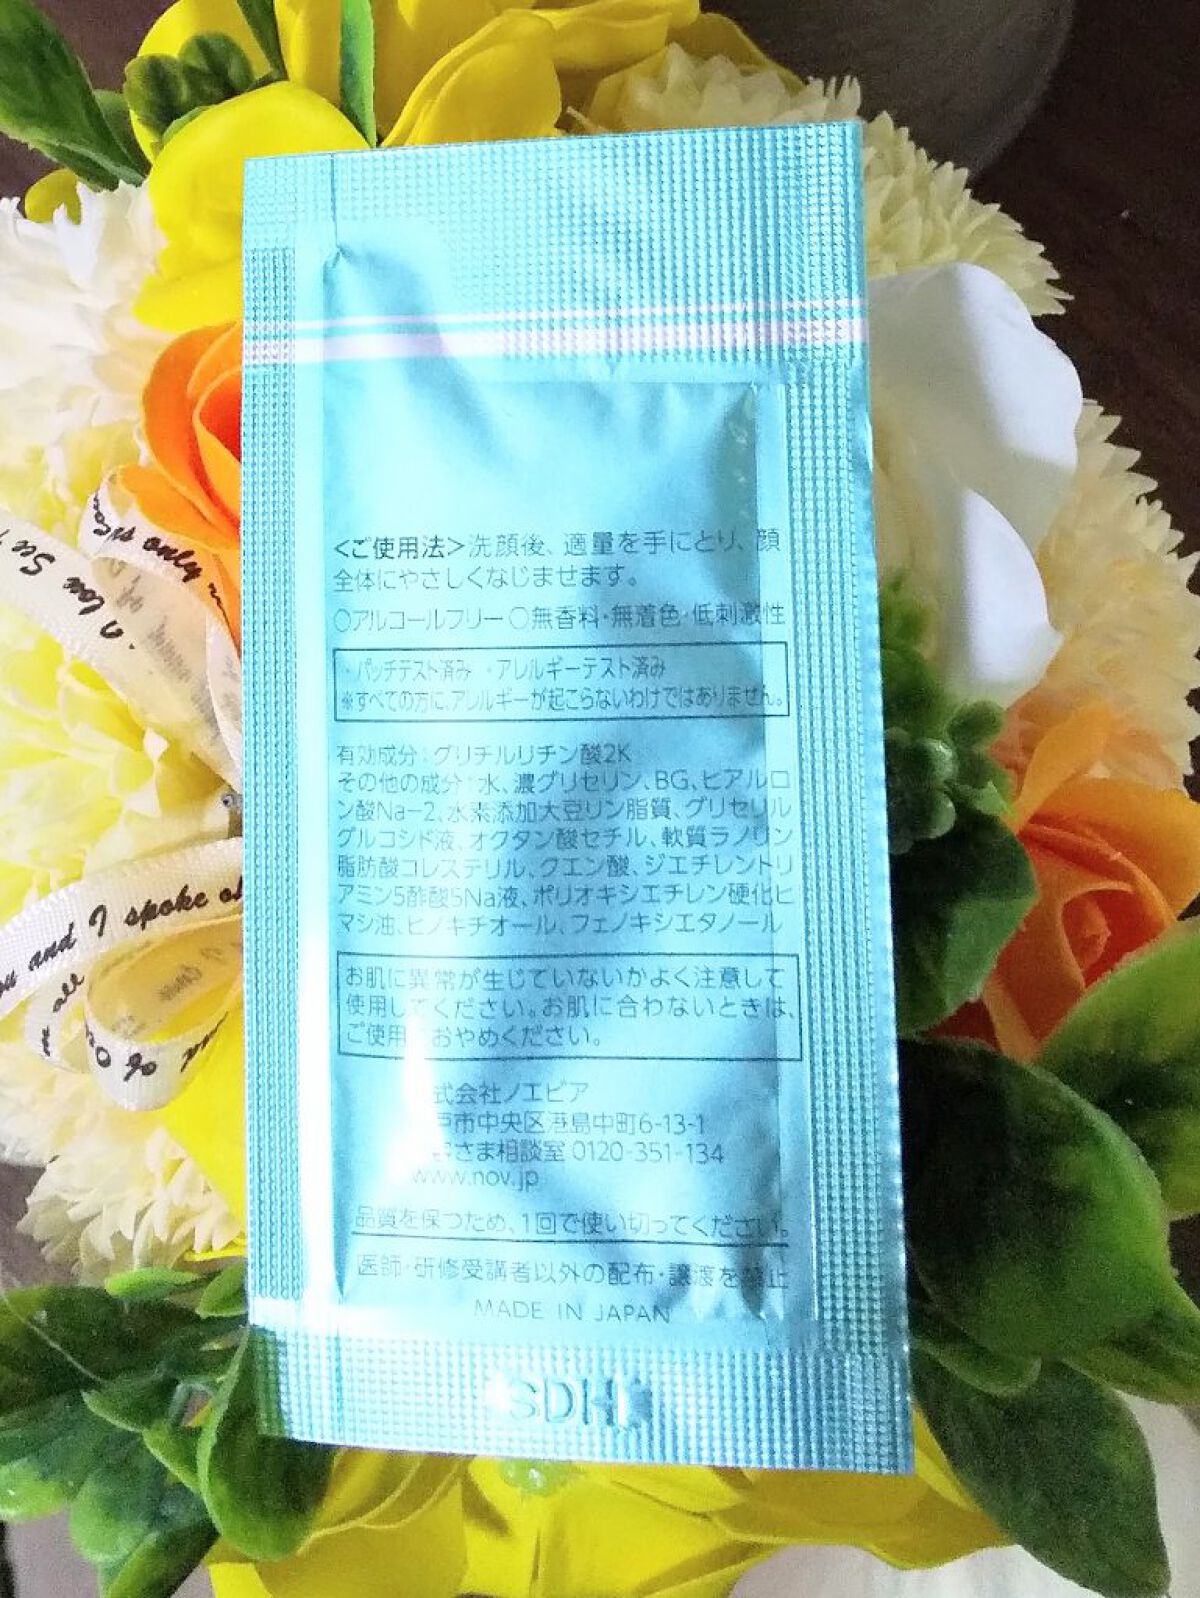 <ご使用法>洗顔後、適量を手にとり、顔
全体にやさしくなじませます。
○アルコールフリー○無香料・無着色・低刺激性
・パッチテスト済み ・アレルギーテスト済み
※すべての方に、アレルギーが起こらないわけではありません。
有効成分:グリチルリチン酸2K
その他の成分:水、濃グリセリン、BG、ヒアルロ
ン酸Na-2、水素添加大豆リン脂質、グリセリル
グルコシド液、オクタン酸セチル、軟質ラノリン
脂肪酸コレステリル、クエン酸、ジエチレントリ
アミン5酢酸5Na液、ポリオキシエチレン硬化ヒ
マシ油、ヒノキチオール、フェノキシエタノール
お肌に異常が生じていないかよく注意して
使用してください。お肌に合わないときは、
ご使用 おやめください。
式会社ノエビア
戸市中央区港島中町6-13-1
さま相談室 0120-351-134
www.nov.jp
品質を保つため、1回で使い切ってください。
医師・研修受講者以外の配布・譲渡を禁止
MADE IN JAPAN
SDH
I love See
you and I spoke of
all
of Our